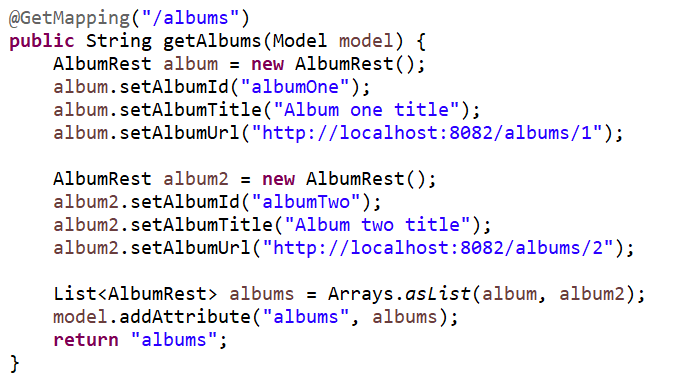 @GetMapping("/albums")
public String getAlbums(Model model) {
    AlbumRest album = new AlbumRest();
    album.setAlbumId("albumOne");
    album.setAlbumTitle("Album one title");
    album.setAlbumUrl("http://localhost:8082/albums/1");

    AlbumRest album2 = new AlbumRest();
    album2.setAlbumId("albumTwo");
    album2.setAlbumTitle("Album two title");
    album2.setAlbumUrl("http://localhost:8082/albums/2");

    List<AlbumRest> albums = Arrays.asList(album, album2);
    model.addAttribute("albums", albums);
    return "albums";
}